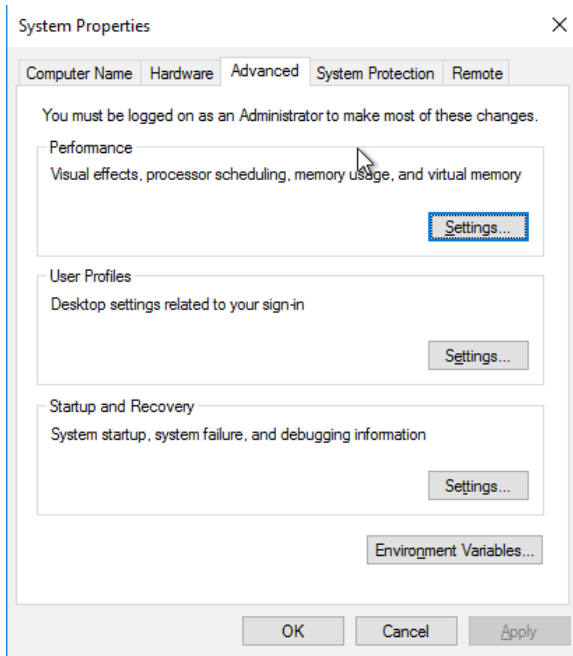 System Properties
Computer Name Hardware Advanced System Protection Remote
You must be logged on as an Administrator to make most of these changes.
Performance
Visual effects, processor scheduling, memory usage, and virtual memory
Settings...
User Profiles
Desktop settings related to your sign-in
Settings...
Startup and Recovery
System startup, system failure, and debugging information
Settings...
Environment Variables...
OK Cancel Apply